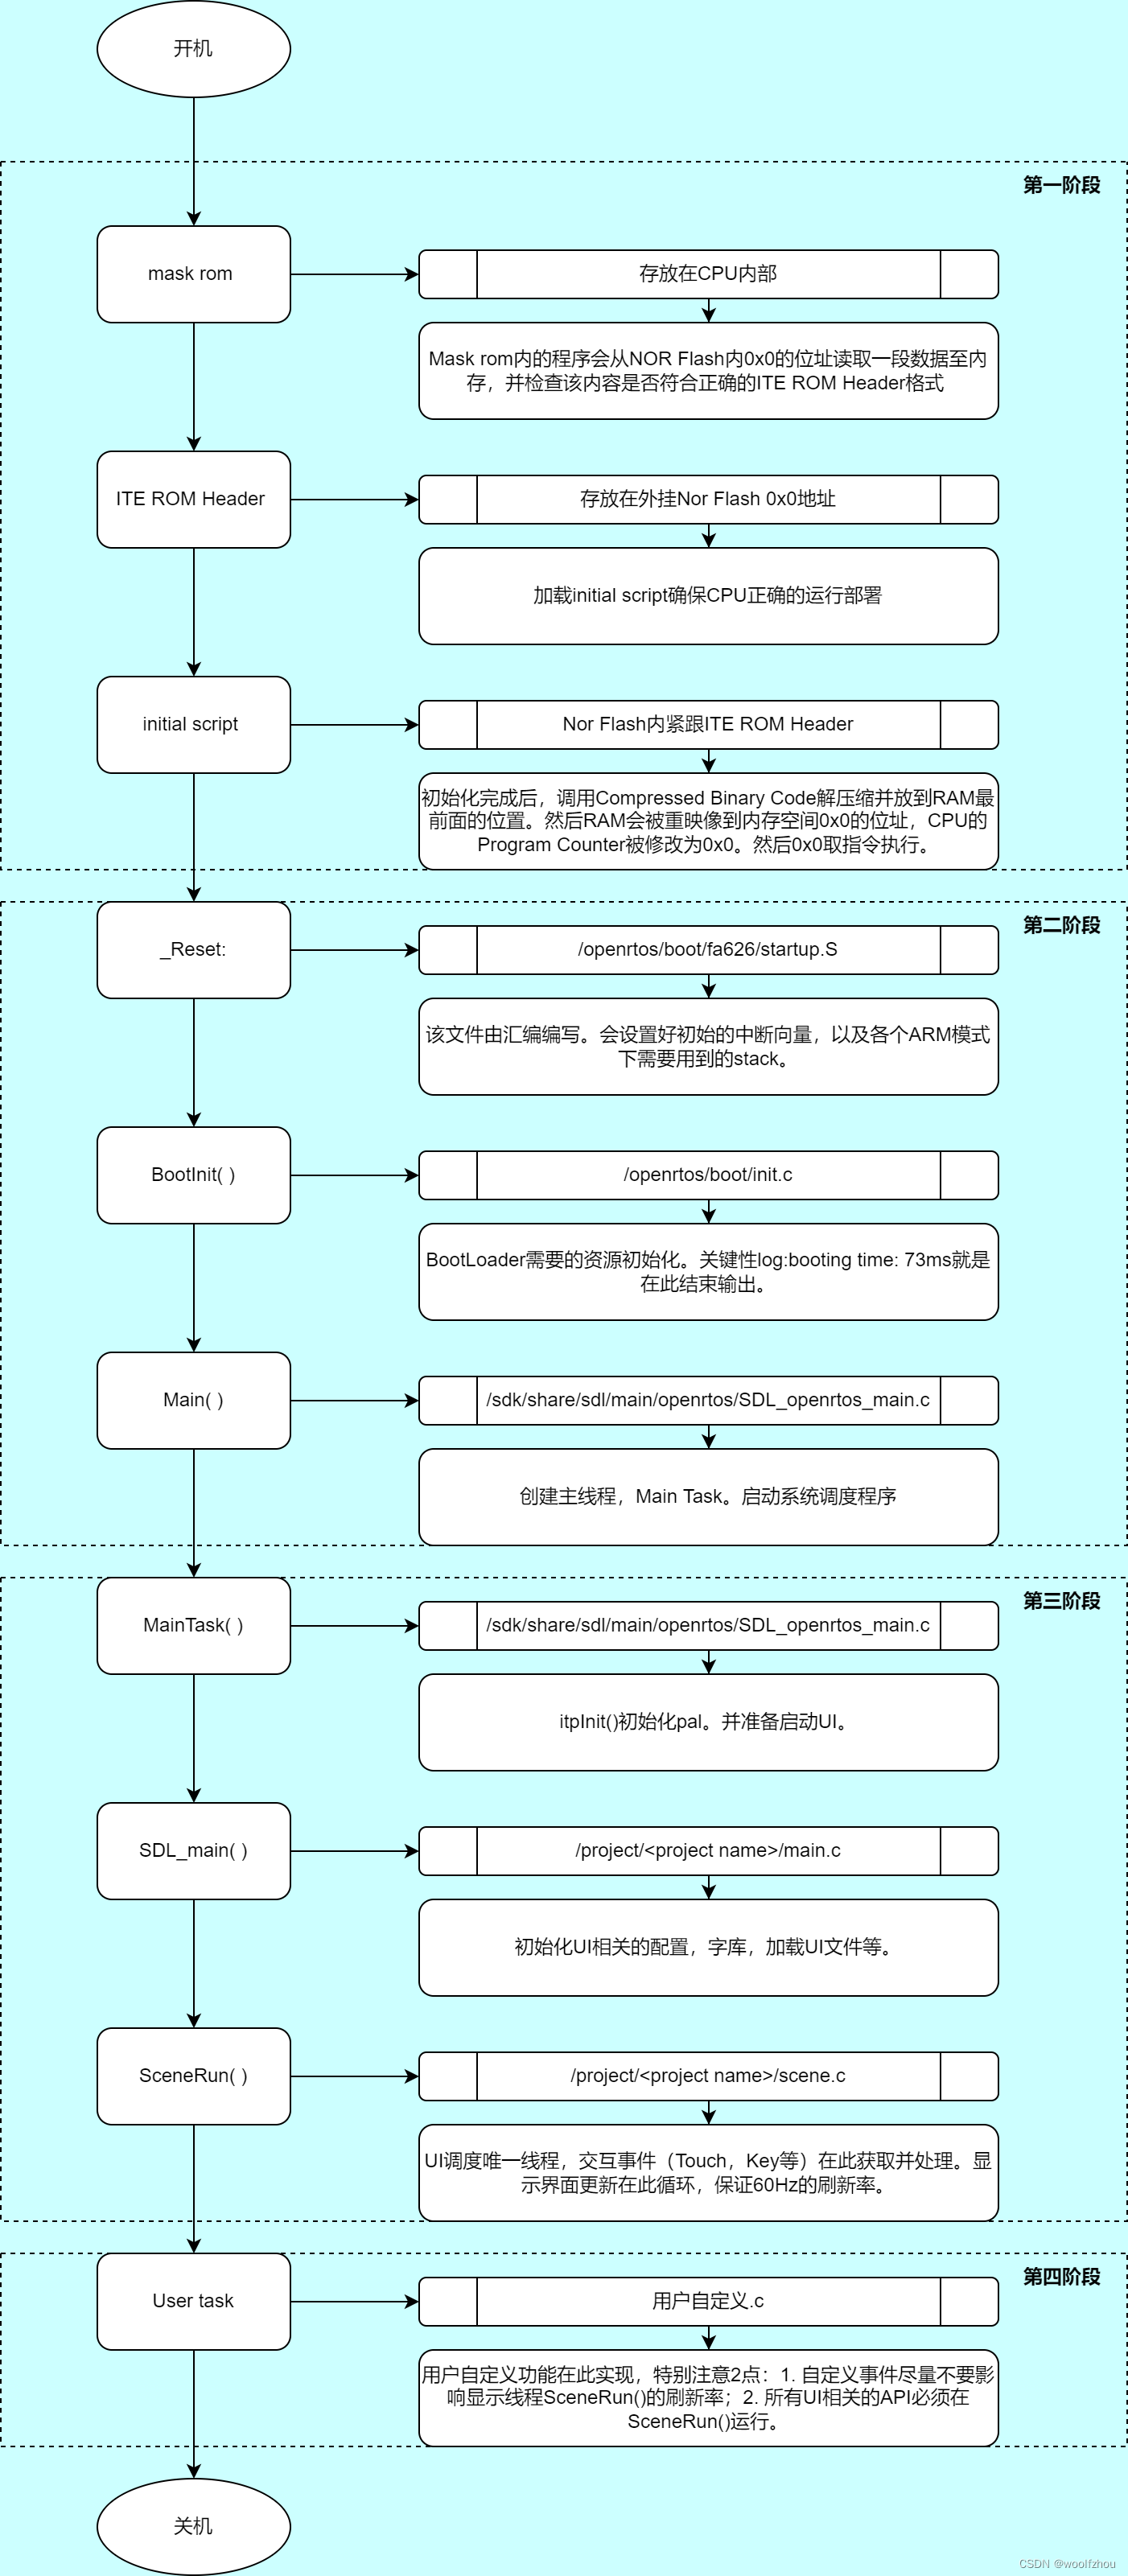 开机
第一阶段
mask rom
存放在CPU内部
Mask rom内的程序会从NOR Flash内0x0的位址读取一段数据至内
存，并检查该内容是否符合正确的ITE ROM Header格式
ITE ROM Header
存放在外挂Nor Flash 0x0地址
加载initial script确保CPU正确的运行部署
initial script
Nor Flash内紧跟ITE ROM Header
初始化完成后，调用Compressed Binary Code解压缩并放到RAM最
前面的位置。然后RAM会被重映像到内存空间0x0的位址，CPU的
Program Counter被修改为0x0。然后0x0取指令执行。
第二阶段
_Reset:
/openrtos/boot/fa626/startup.S
该文件由汇编编写。会设置好初始的中断向量，以及各个ARM模式
下需要用到的stack。
BootInit( )
/openrtos/boot/init.c
BootLoader需要的资源初始化。关键性log:booting time: 73ms就是
在此结束输出。
Main( )
/sdk/share/sdl/main/openrtos/SDL_openrtos_main.c
创建主线程，Main Task。启动系统调度程序
第三阶段
MainTask( )
/sdk/share/sdl/main/openrtos/SDL_openrtos_main.c
itpInit()初始化pal。并准备启动UI。
SDL_main( )
/project/<project name>/main.c
初始化UI相关的配置，字库，加载UI文件等。
SceneRun( )
/project/<project name>/scene.c
UI调度唯一线程，交互事件（Touch，Key等）在此获取并处理。显
示界面更新在此循环，保证60Hz的刷新率。
第四阶段
User task
用户自定义.c
用户自定义功能在此实现，特别注意2点：1. 自定义事件尽量不要影
响显示线程SceneRun()的刷新率；2. 所有UI相关的API必须在
SceneRun()运行。
关机
CSDN @woolfzhou